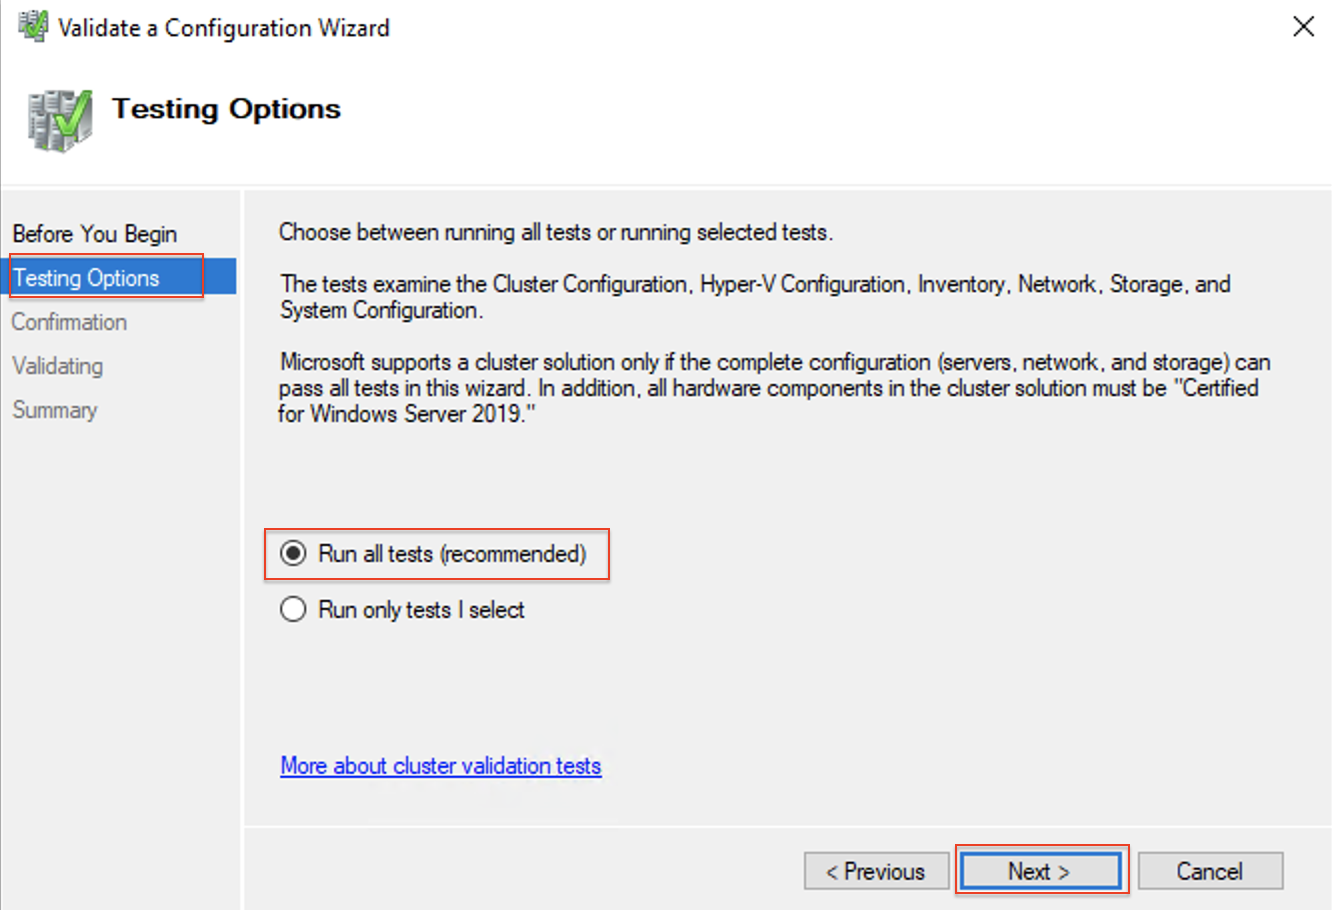 Validate a Configuration Wizard
Testing Options
Before You Begin
Testing Options
Confirmation
Validating
Summary
Choose between running all tests or running selected tests.
The tests examine the Cluster Configuration, Hyper-V Configuration, Inventory, Network, Storage, and
System Configuration.
Microsoft supports a cluster solution only if the complete configuration (servers, network, and storage) can
pass all tests in this wizard. In addition, all hardware components in the cluster solution must be "Certified
for Windows Server 2019."
Run all tests (recommended)
Run only tests I select
More about cluster validation tests
< Previous
Next >
Cancel